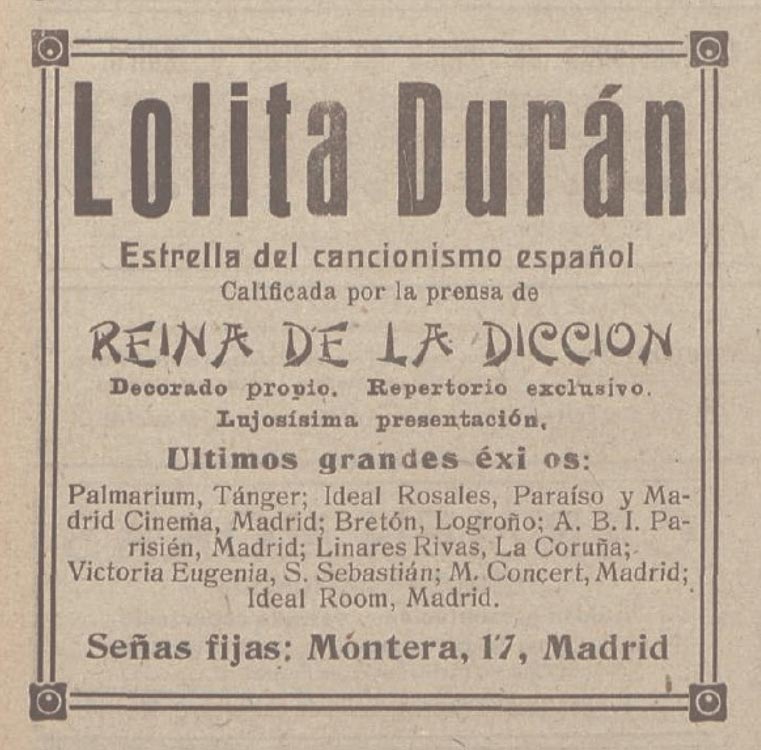 Lolita Durán
Estrella del cancionismo español
Calificada por la prensa de
REINA DE LA DICCION
Decorado propio. Repertorio exclusivo.
Lujosísima presentación.
Ultimos grandes éxi os:
Palmarium, Tánger; Ideal Rosales, Paraíso y Ma-
drid Cinema, Madrid; Bretón, Logroño; A. B. I. Pa-
risién, Madrid; Linares Rivas, La Coruña;
Victoria Eugenia, S. Sebastián; M. Concert, Madrid;
Ideal Room, Madrid.
Señas fijas: Móntera, 17, Madrid